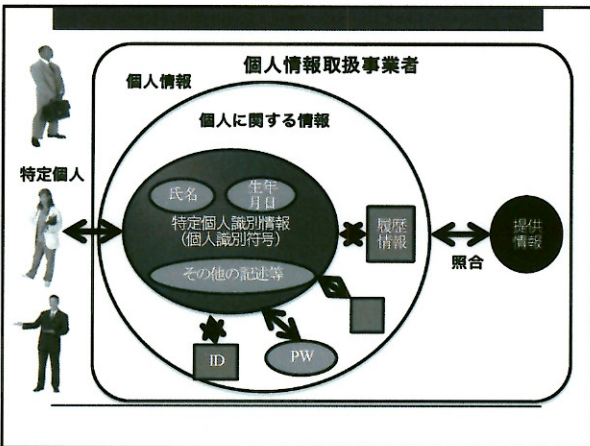 個人情報取扱事業者
個人情報
個人に関する情報
特定個人
氏名
生年
月日
特定個人識別情報
(個人識別符号)
その他の記述等
履歴
情報
照合
提供
情報
ID
PW